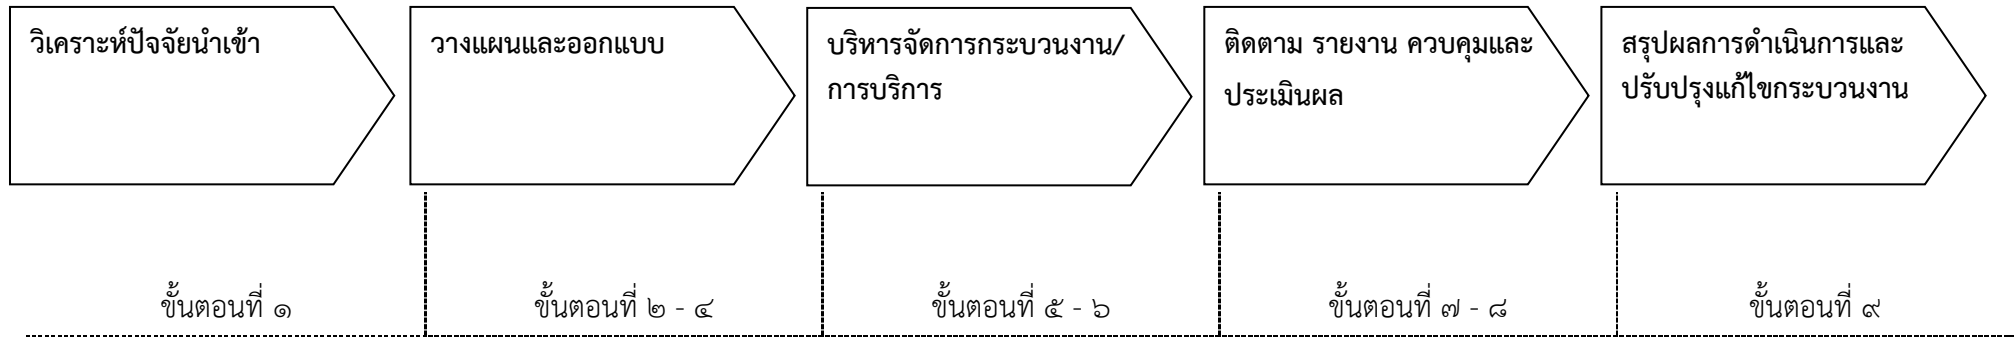 วิเคราะห์ปัจจัยนำเข้า
วางแผนและออกแบบ
บริหารจัดการกระบวนงาน/
การบริการ
ติดตาม รายงาน ควบคุมและ
ประเมินผล
สรุปผลการดำเนินการและ
ปรับปรุงแก้ไขกระบวนงาน
ขั้นตอนที่ ๑
ขั้นตอนที่ ๒ - ๔
ขั้นตอนที่ ๕ - ๖
ขั้นตอนที่ ๗ - ๘
ขั้นตอนที่ ๙